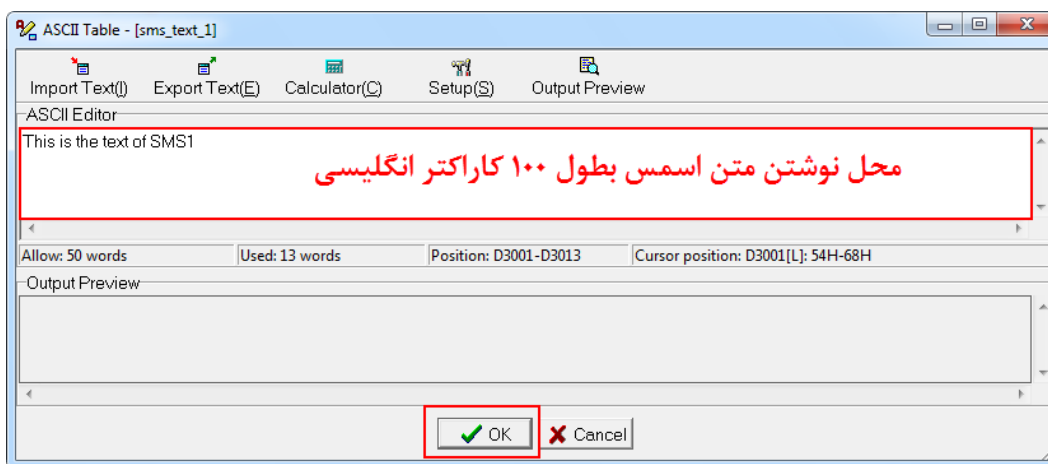 ASCII Table - [sms_text_1]
Import Text(I) Export Text(E) Calculator(C) Setup(S) Output Preview
ASCII Editor
This is the text of SMS1
محل نوشتن متن اسمس بطول ۱۰۰ کاراکتر انگلیسی
Allow: 50 words Used: 13 words Position: D3001-D3013 Cursor position: D3001[L]: 54H-68H
Output Preview
OK Cancel